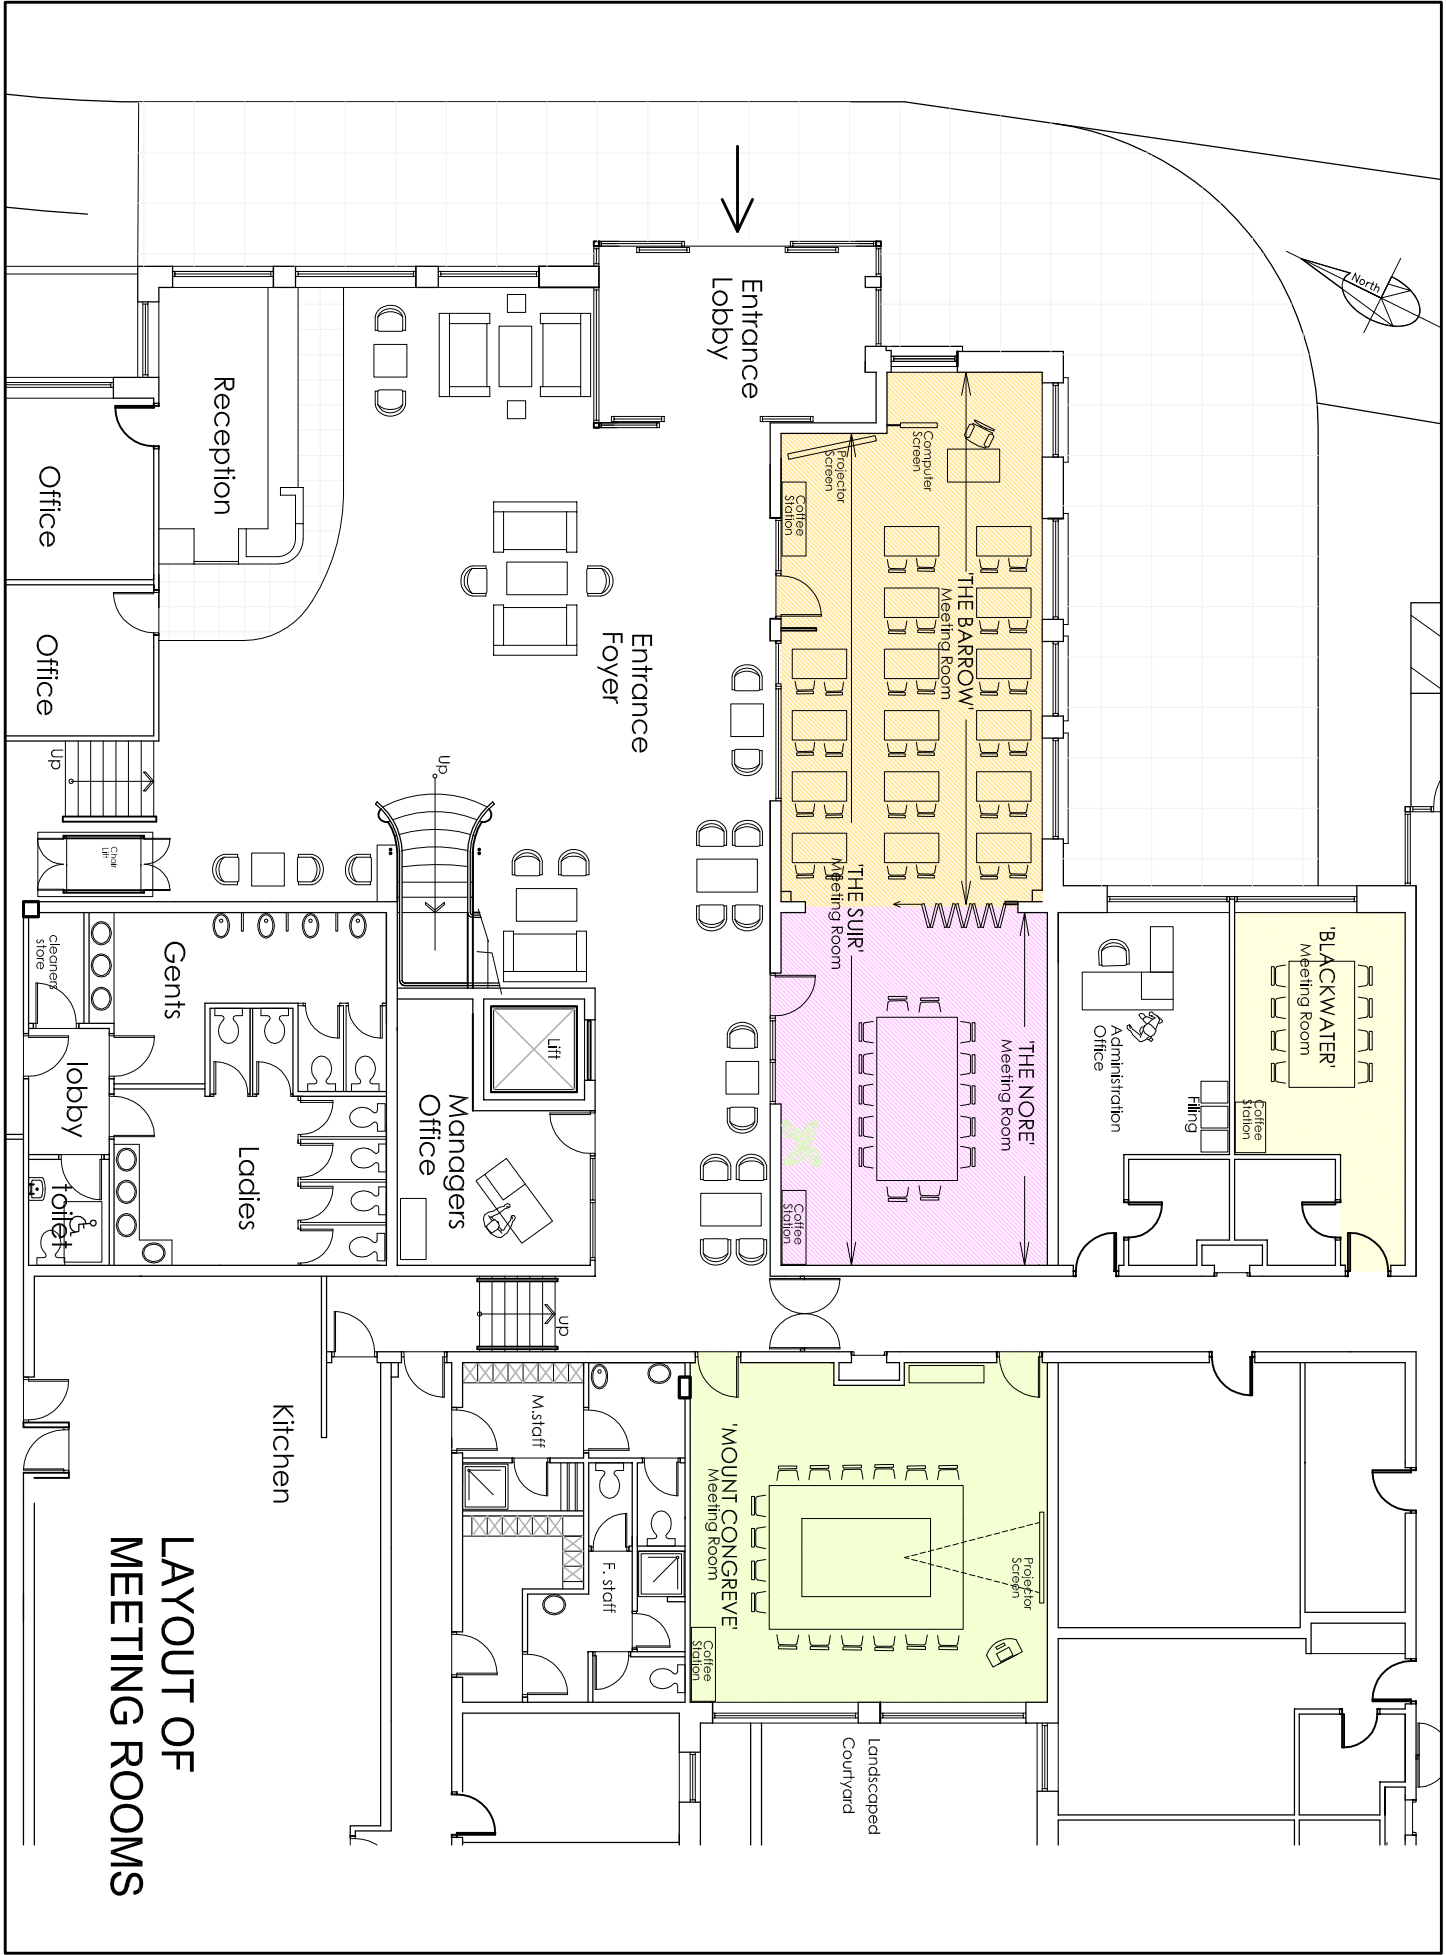 North
Entrance
Lobby
Reception
Office
Office
Computer
Screen
Projector
Screen
Coffee
Station
'THE BARROW'
Meeting Room
Entrance
Foyer
Up
Up
Chair
Lift
'THE SUIR'
Meeting Room
'BLACKWATER'
Meeting Room
Coffee
Station
Administration
Office
Filing
'THE NORE'
Meeting Room
Coffee
Station
cleaners
store
Gents
lobby
Ladies
toilet
Lift
Managers
Office
up
Kitchen
M.staff
F. staff
'MOUNT CONGREVE'
Meeting Room
Projector
Screen
Coffee
Station
Landscaped
Courtyard
LAYOUT OF
MEETING ROOMS